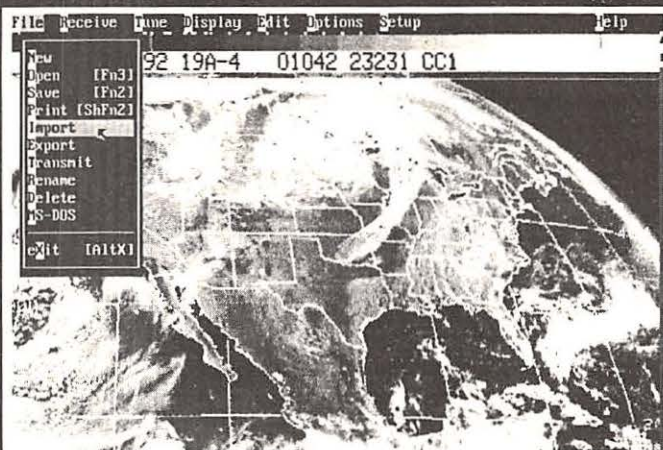 File Receive Tune Display Edit Options Setup Help
92 19A-4 01042 23231 CC1
New
Open [Fn3]
Save [Fn2]
Print [ShFn2]
Import
Export
Transmit
Rename
Delete
MS-DOS
eXit [AltX]